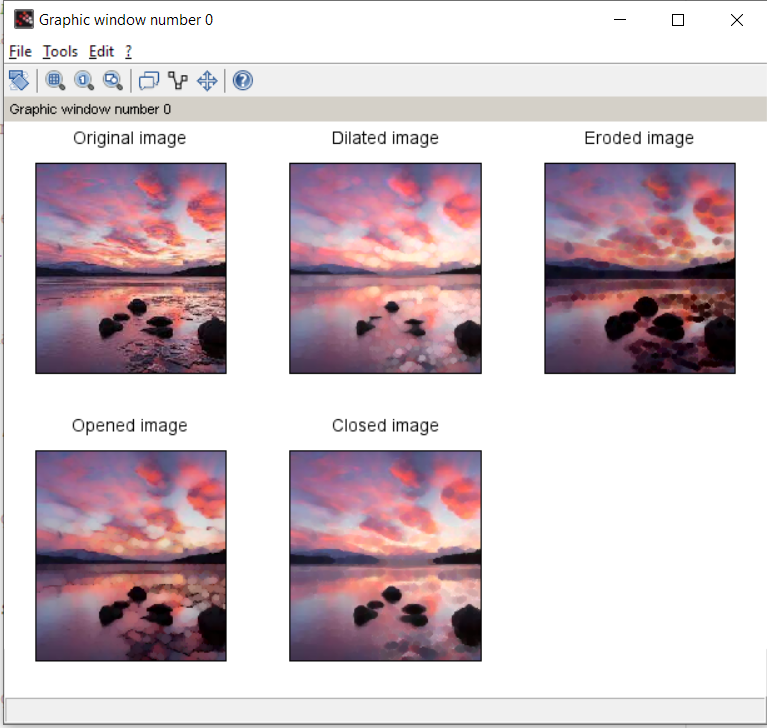 Graphic window number 0
File Tools Edit ?
Graphic window number 0
Original image
Dilated image
Eroded image
Opened image
Closed image